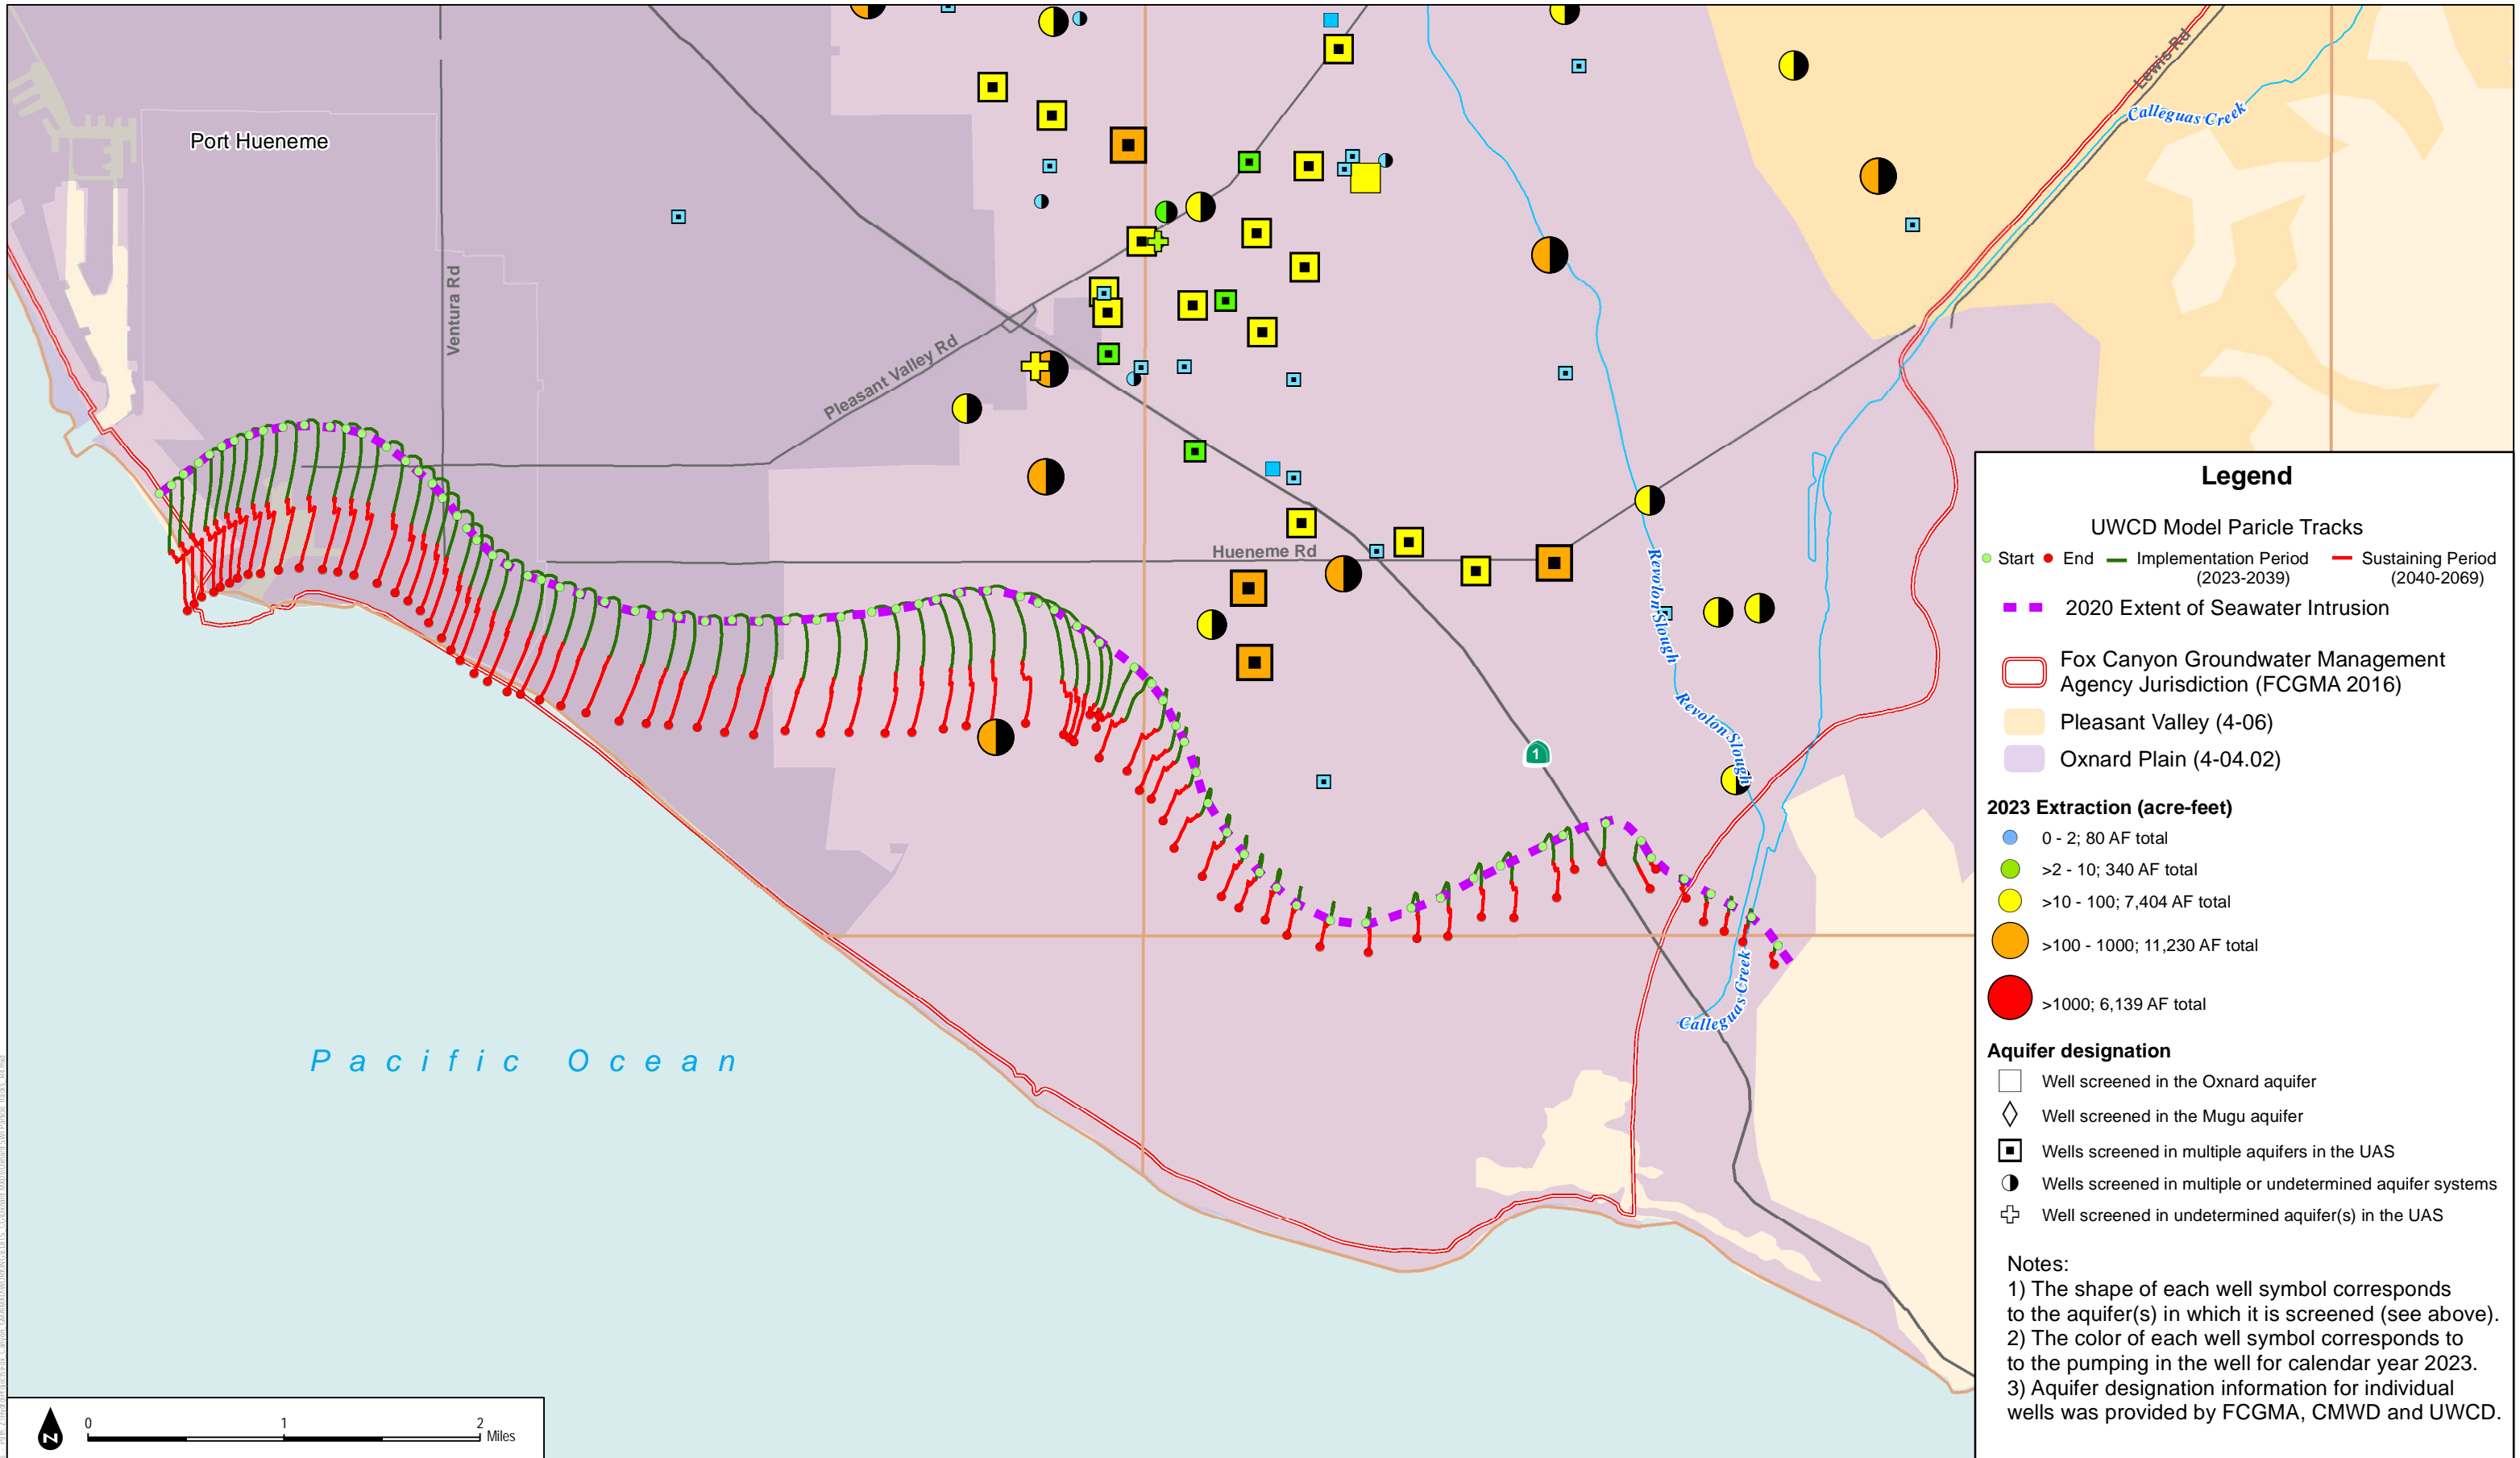 Port Hueneme
Ventura Rd
Pleasant Valley Rd
Hueneme Rd
Lewis Rd
Calleguas Creek
Revolon Slough
Revolon Slough
Calleguas Creek
1
Pacific Ocean
N
0 1 2
Miles
Legend
UWCD Model Paricle Tracks
Start End Implementation Period Sustaining Period
(2023-2039) (2040-2069)
2020 Extent of Seawater Intrusion
Fox Canyon Groundwater Management
Agency Jurisdiction (FCGMA 2016)
Pleasant Valley (4-06)
Oxnard Plain (4-04.02)
2023 Extraction (acre-feet)
0 - 2; 80 AF total
>2 - 10; 340 AF total
>10 - 100; 7,404 AF total
>100 - 1000; 11,230 AF total
>1000; 6,139 AF total
Aquifer designation
Well screened in the Oxnard aquifer
Well screened in the Mugu aquifer
Wells screened in multiple aquifers in the UAS
Wells screened in multiple or undetermined aquifer systems
Well screened in undetermined aquifer(s) in the UAS
Notes:
1) The shape of each well symbol corresponds
to the aquifer(s) in which it is screened (see above).
2) The color of each well symbol corresponds to
to the pumping in the well for calendar year 2023.
3) Aquifer designation information for individual
wells was provided by FCGMA, CMWD and UWCD.